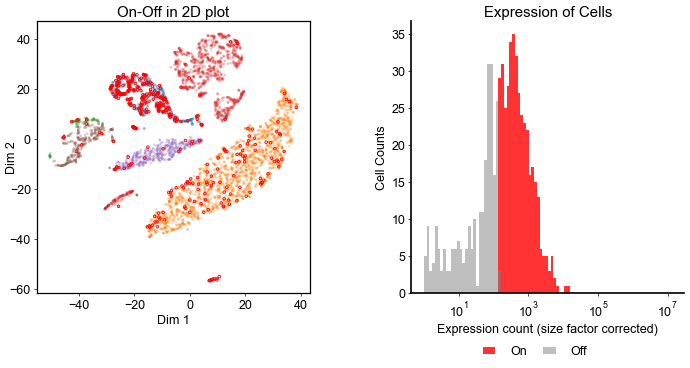 On-Off in 2D plot
Dim 2
40
20
0
−20
−40
−60
−40
−20
0
20
40
Dim 1
Expression of Cells
Cell Counts
35
30
25
20
15
10
5
0
10^1
10^3
10^5
10^7
Expression count (size factor corrected)
On
Off